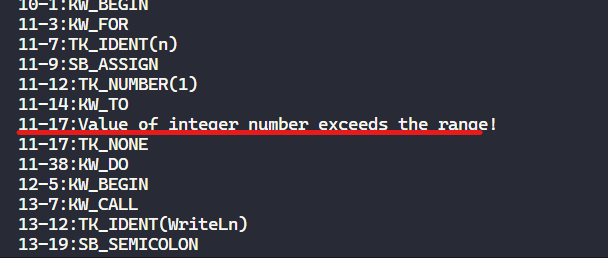 10-1:KW_BEGIN
11-3:KW_FOR
11-7:TK_IDENT(n)
11-9:SB_ASSIGN
11-12:TK_NUMBER(1)
11-14:KW_TO
11-17:Value of integer number exceeds the range!
11-17:TK_NONE
11-38:KW_DO
12-5:KW_BEGIN
13-7:KW_CALL
13-12:TK_IDENT(WriteLn)
13-19:SB_SEMICOLON